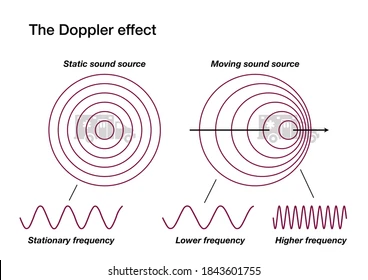 The Doppler effect
Static sound source
Moving sound source
Stationary frequency
Lower frequency
Higher frequency
shutterstock.com · 1843601755